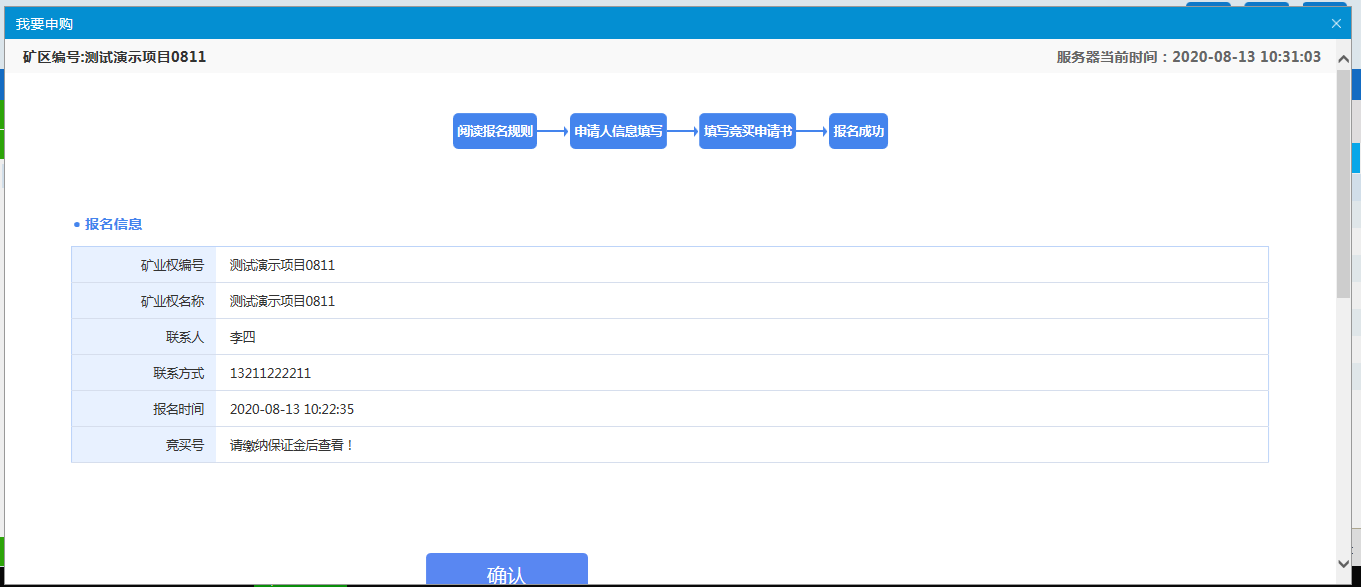 我要申购
矿区编号:测试演示项目0811
服务器当前时间：2020-08-13 10:31:03
阅读报名规则
申请人信息填写
填写竞买申请书
报名成功
报名信息
矿业权编号 测试演示项目0811
矿业权名称 测试演示项目0811
联系人 李四
联系方式 13211222211
报名时间 2020-08-13 10:22:35
竞买号 请缴纳保证金后查看！
确认